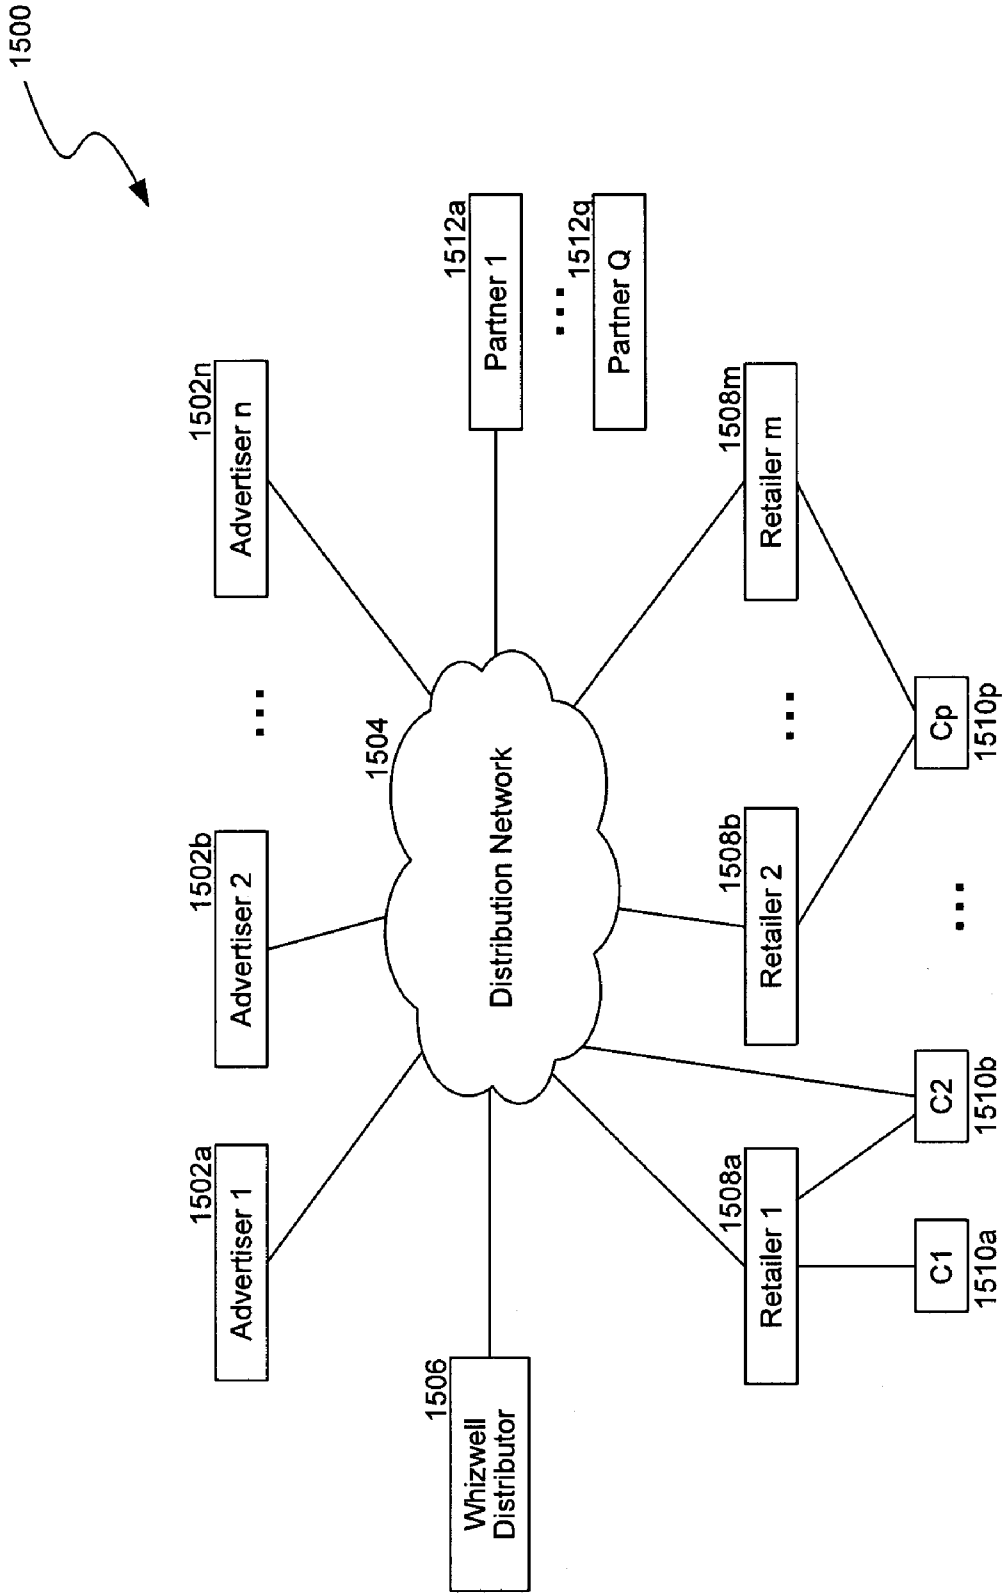 1500
1502a
Advertiser 1
1502b
Advertiser 2
...
1502n
Advertiser n
1504
Distribution Network
1506
Whizwell
Distributor
1512a
Partner 1
...
1512q
Partner Q
1508a
Retailer 1
1508b
Retailer 2
...
1508m
Retailer m
C1
1510a
C2
1510b
...
Cp
1510p